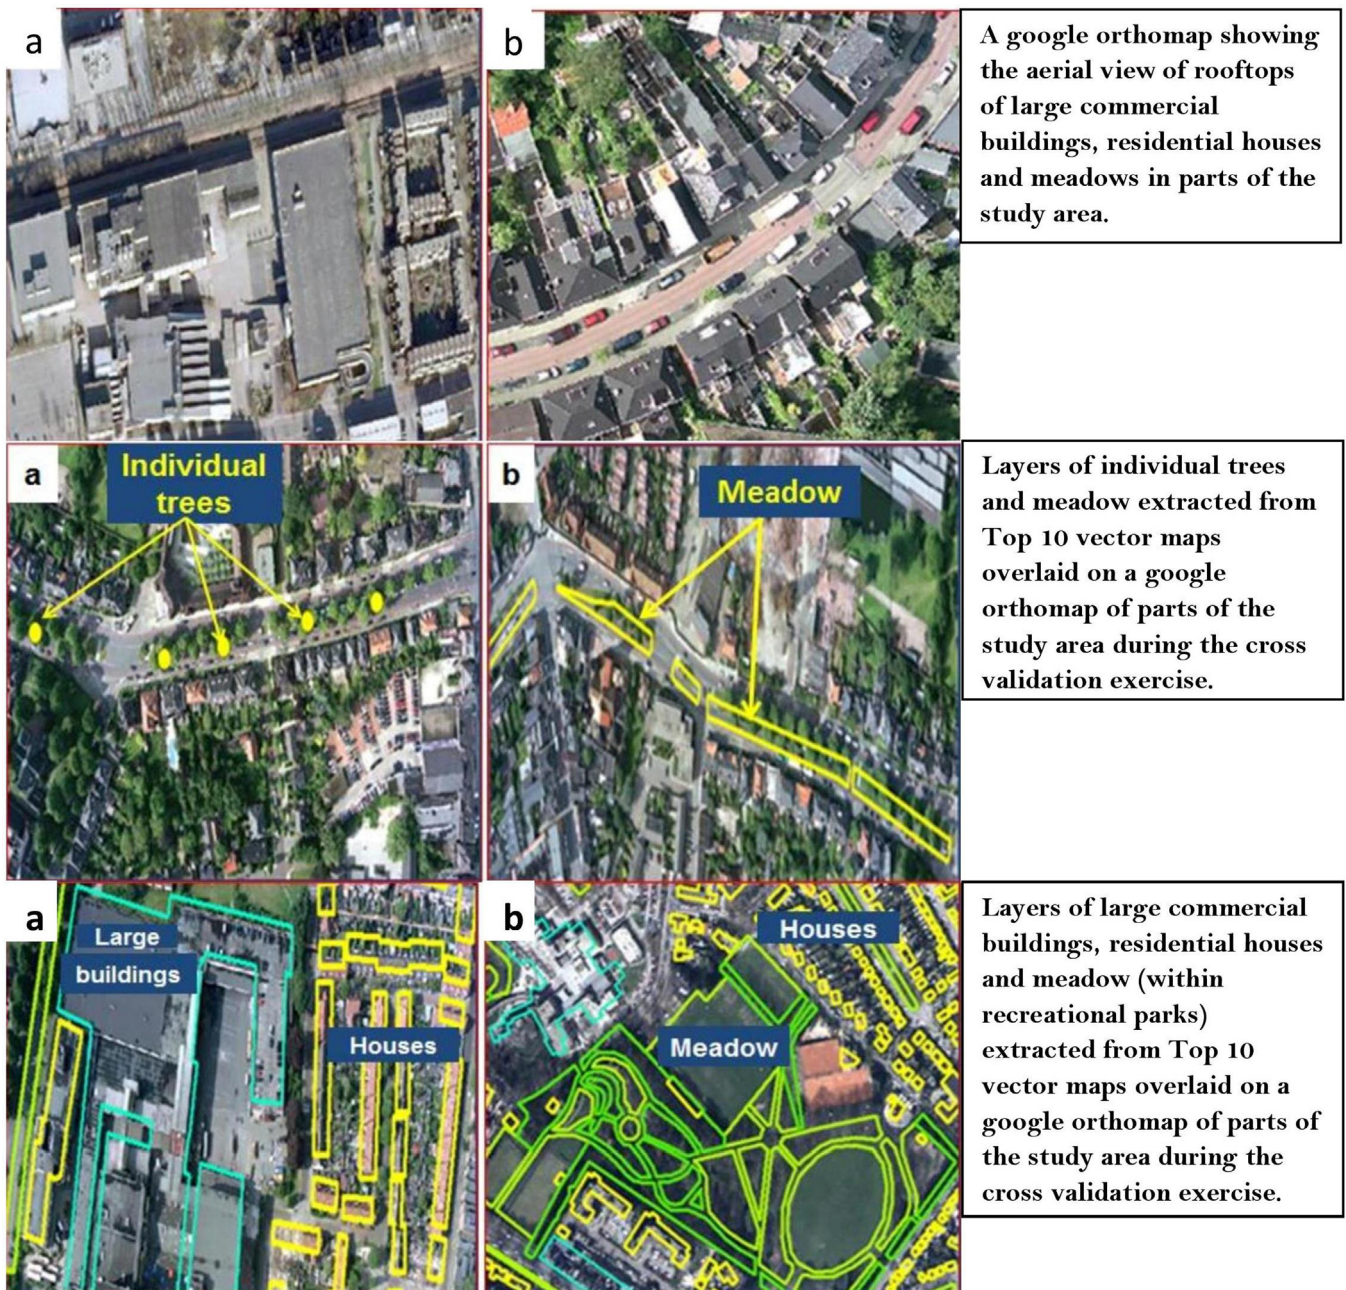 a
b
A google orthomap showing
the aerial view of rooftops
of large commercial
buildings, residential houses
and meadows in parts of the
study area.
a
Individual
trees
b
Meadow
Layers of individual trees
and meadow extracted from
Top 10 vector maps
overlaid on a google
orthomap of parts of the
study area during the cross
validation exercise.
a
Large
buildings
Houses
b
Houses
Meadow
Layers of large commercial
buildings, residential houses
and meadow (within
recreational parks)
extracted from Top 10
vector maps overlaid on a
google orthomap of parts of
the study area during the
cross validation exercise.